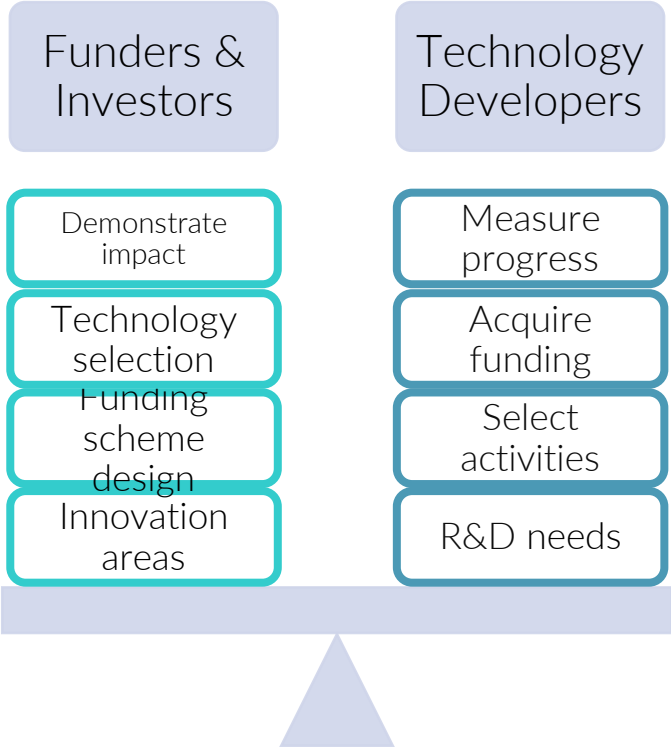 Funders &
Investors
Technology
Developers
Demonstrate
impact
Technology
selection
Funding
scheme
design
Innovation
areas
Measure
progress
Acquire
funding
Select
activities
R&D needs